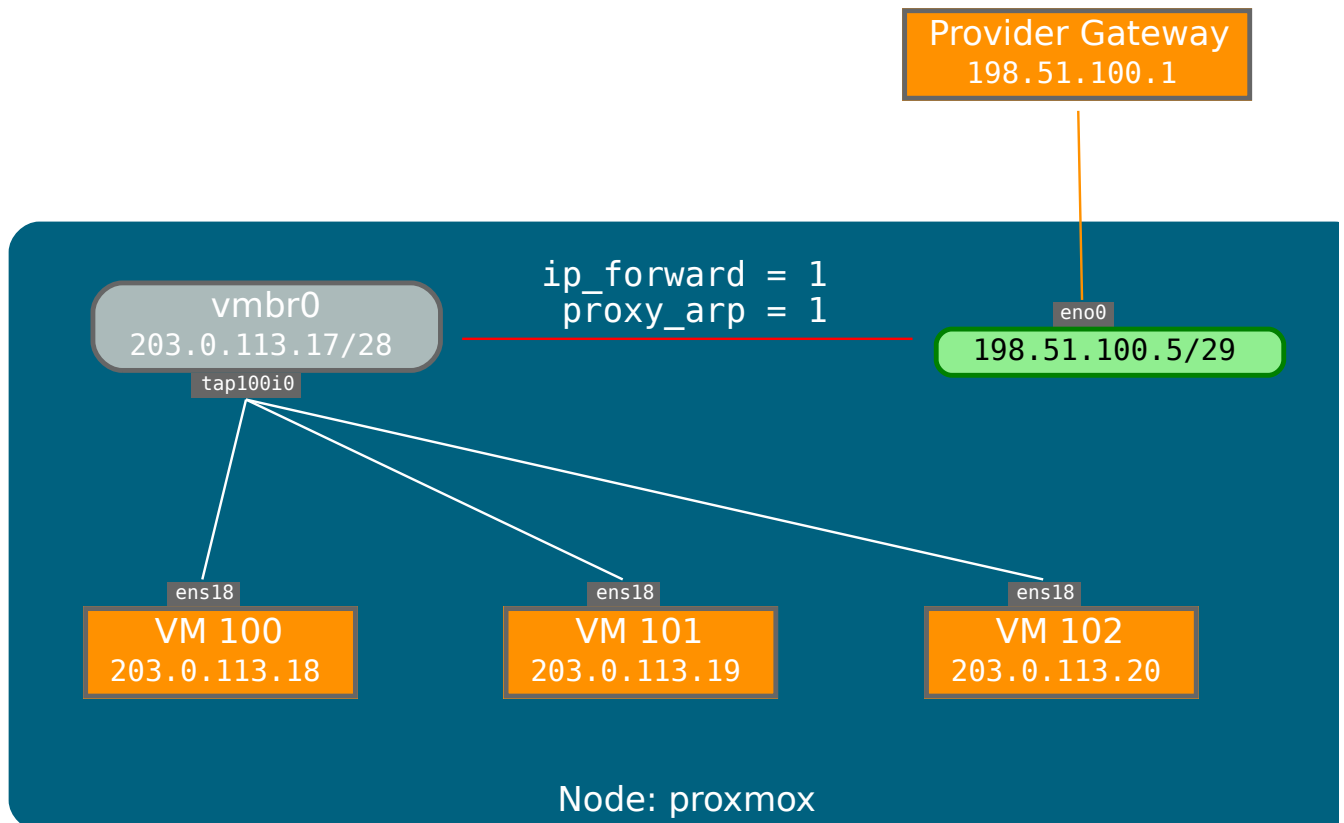 Provider Gateway
198.51.100.1
ip_forward = 1
proxy_arp = 1
vmbr0
203.0.113.17/28
tap100i0
eno0
198.51.100.5/29
ens18
VM 100
203.0.113.18
ens18
VM 101
203.0.113.19
ens18
VM 102
203.0.113.20
Node: proxmox